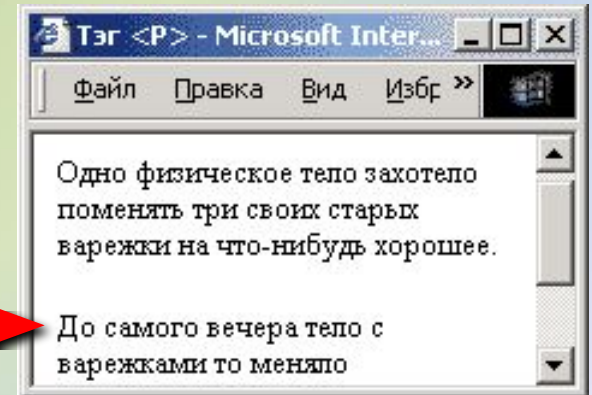 Тэг <P> - Microsoft Inter...
Файл Правка Вид Избр »
Одно физическое тело захотело
поменять три своих старых
варежки на что-нибудь хорошее.
До самого вечера тело с
варежками то меняло